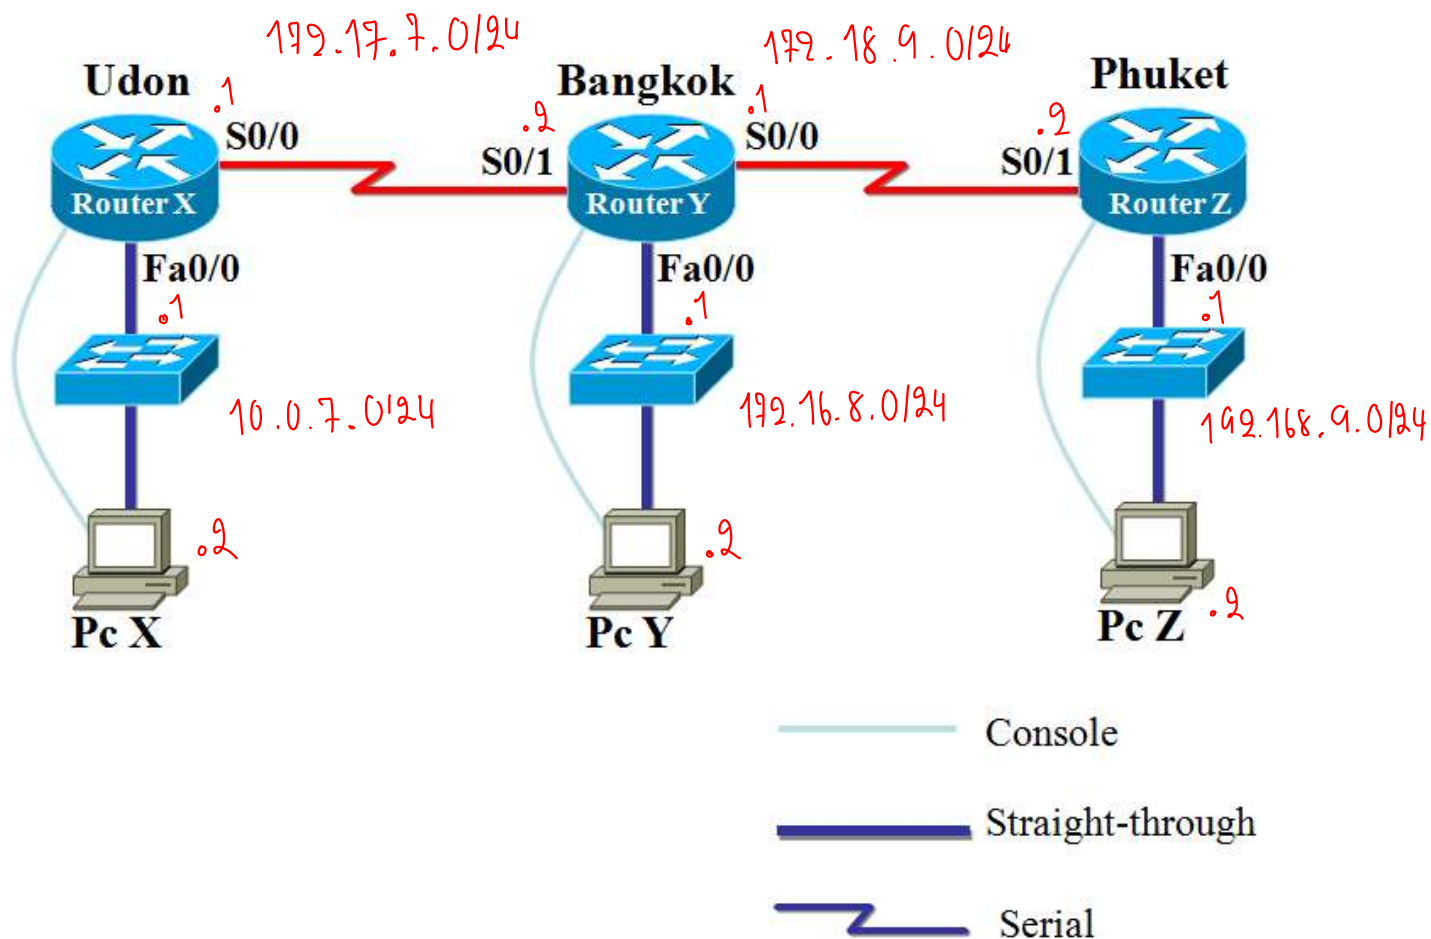 172.17.7.0/24
172.18.9.0/24
Udon
Bangkok
Phuket
.1
.2
.1
.2
S0/0
S0/1
S0/0
S0/1
Router X
Router Y
Router Z
Fa0/0
Fa0/0
Fa0/0
.1
.1
.1
10.0.7.0/24
172.16.8.0/24
192.168.9.0/24
.2
.2
.2
Pc X
Pc Y
Pc Z
Console
Straight-through
Serial